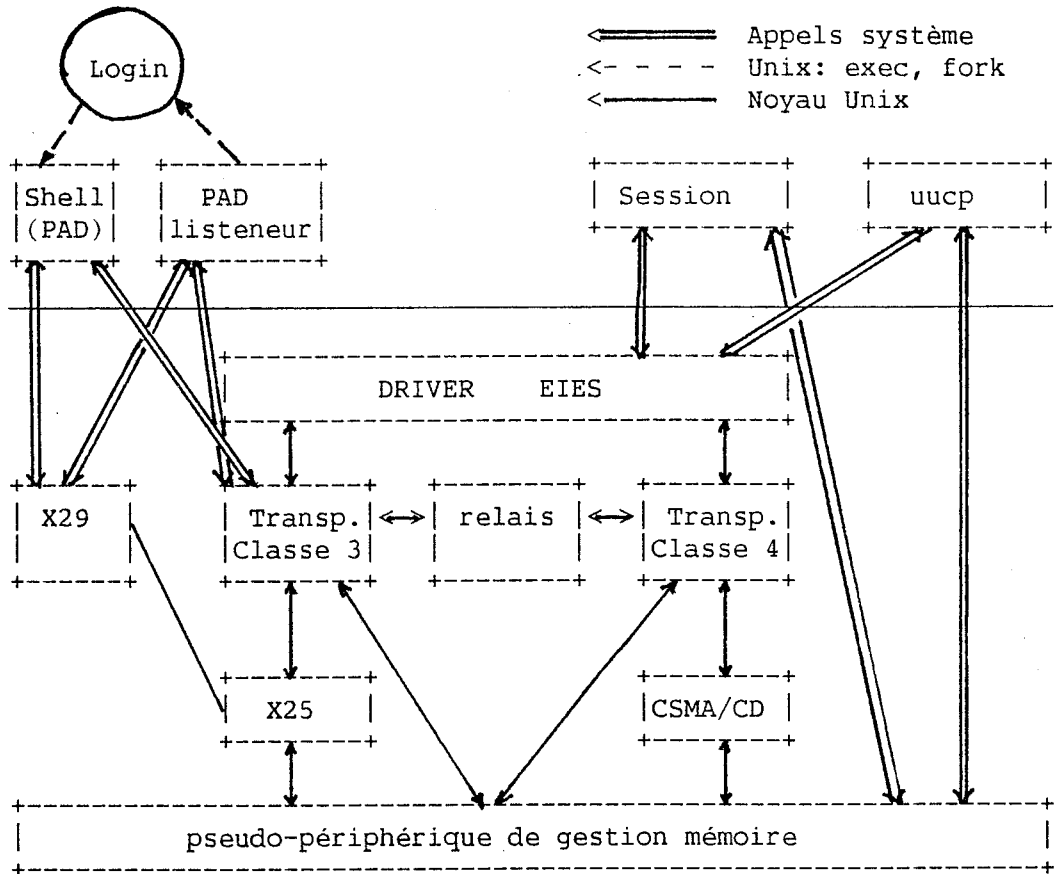 Login
Appels système
Unix: exec, fork
Noyau Unix
Shell
(PAD)
PAD
listeneur
Session
uucp
DRIVER EIES
X29
Transp.
Classe 3
relais
Transp.
Classe 4
X25
CSMA/CD
pseudo-périphérique de gestion mémoire